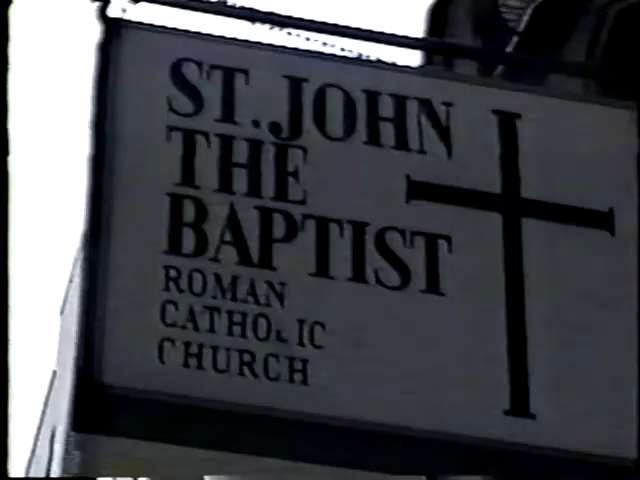 ST. JOHN
THE
BAPTIST
ROMAN
CATHOLIC
CHURCH